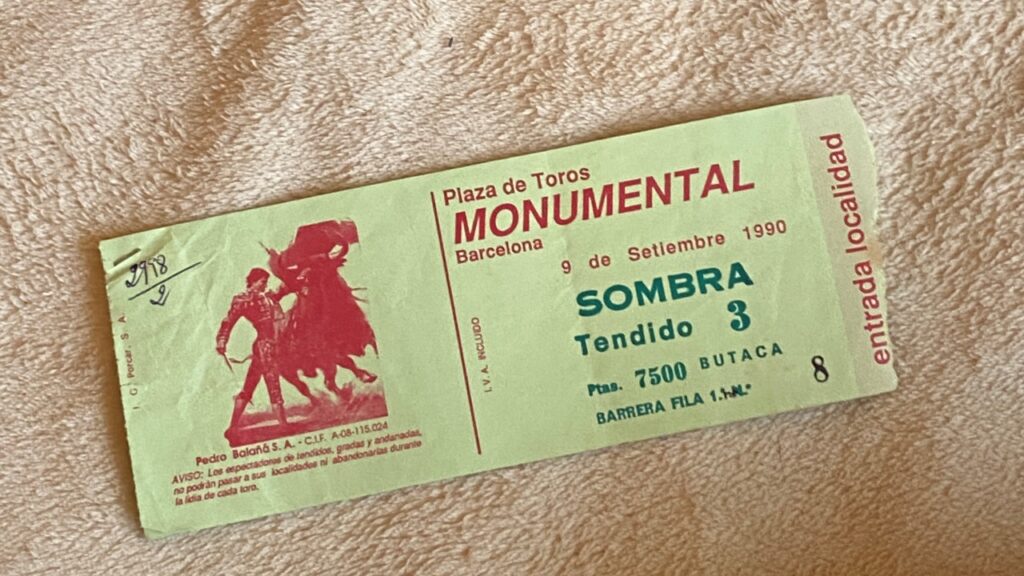 2998
2
I. G. Porcar. S. A.
Pedro Balañá S. A. - C.I.F. A-08-115.024
AVISO: Los espectadores de tendidos, gradas y andanadas,
no podrán pasar a sus localidades ni abandonarlas durante
la lidia de cada toro.
Plaza de Toros
MONUMENTAL
Barcelona
9 de Setiembre 1990
SOMBRA
Tendido 3
Ptas. 7500 BUTACA
BARRERA FILA 1.ª N.º
8
I.V.A. INCLUIDO
entrada localidad